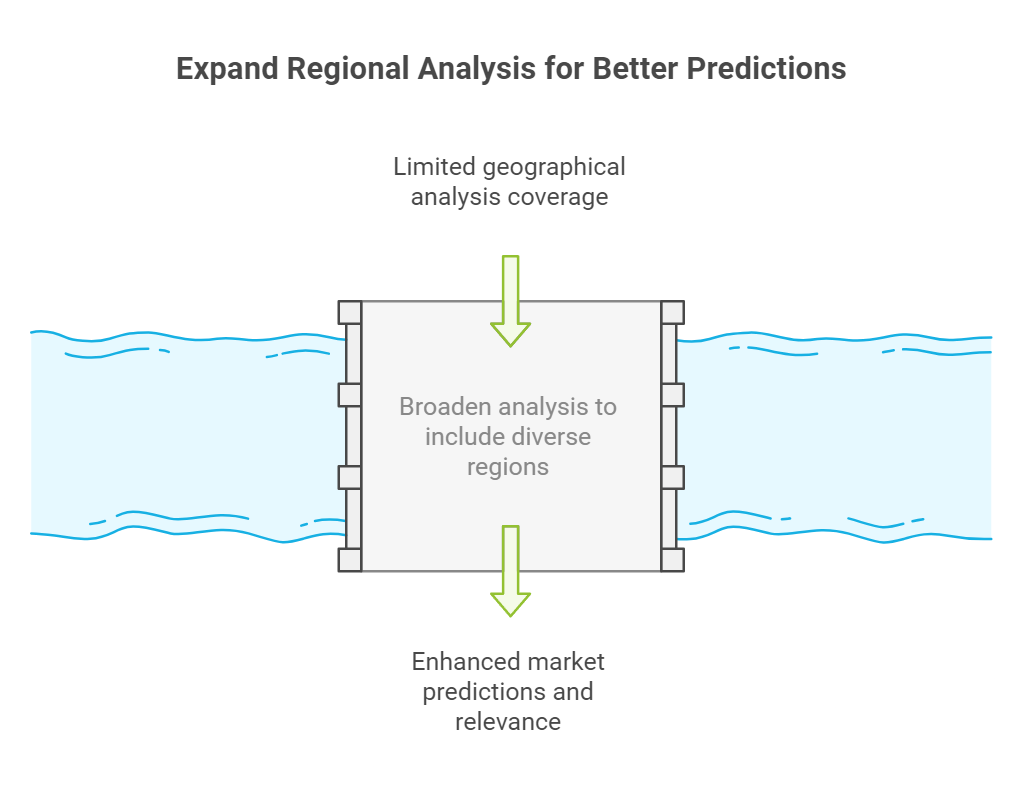 Expand Regional Analysis for Better Predictions
Limited geographical
analysis coverage
Broaden analysis to
include diverse
regions
Enhanced market
predictions and
relevance